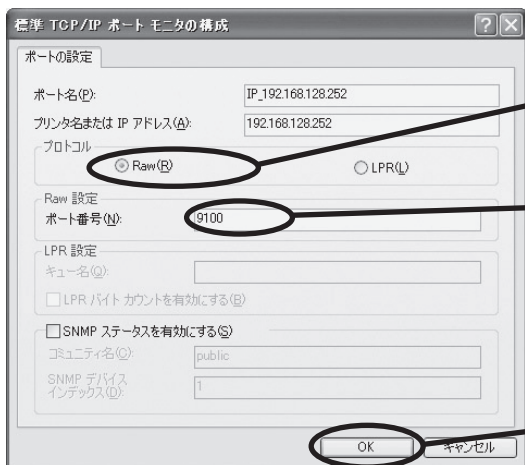 標準 TCP/IP ポート モニタの構成
ポートの設定
ポート名(P): IP_192.168.128.252
プリンタ名または IP アドレス(A): 192.168.128.252
プロトコル
Raw(R) LPR(L)
Raw 設定
ポート番号(N): 9100
LPR 設定
キュー名(Q):
LPR バイト カウントを有効にする(B)
SNMP ステータスを有効にする(S)
コミュニティ名(C): public
SNMP デバイス
インデックス(D): 1
OK キャンセル